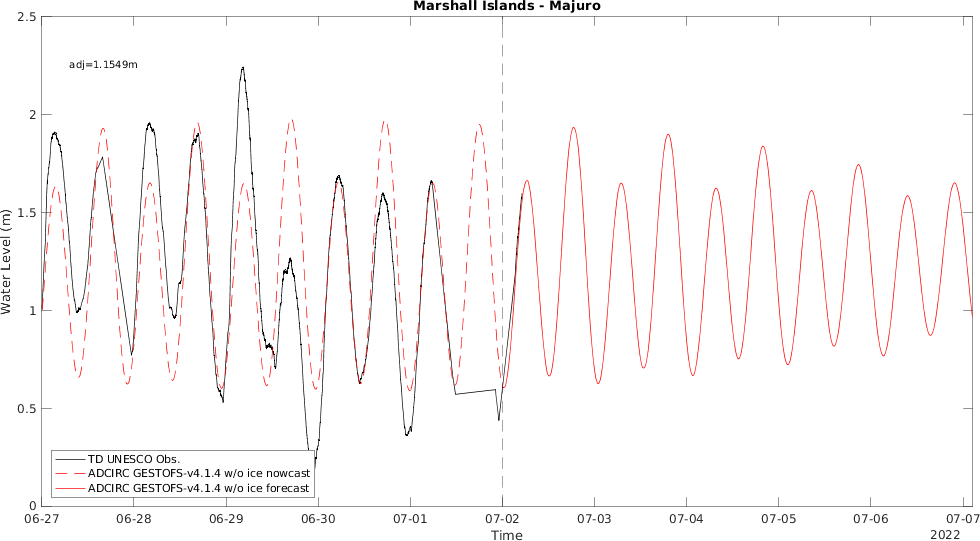 Marshall Islands - Majuro
2.5
adj=1.1549m
2
1.5
Water Level (m)
1
0.5
TD UNESCO Obs.
ADCIRC GESTOFS-v4.1.4 w/o ice nowcast
ADCIRC GESTOFS-v4.1.4 w/o ice forecast
0
06-27 06-28 06-29 06-30 07-01 07-02 07-03 07-04 07-05 07-06 07-07
Time 2022